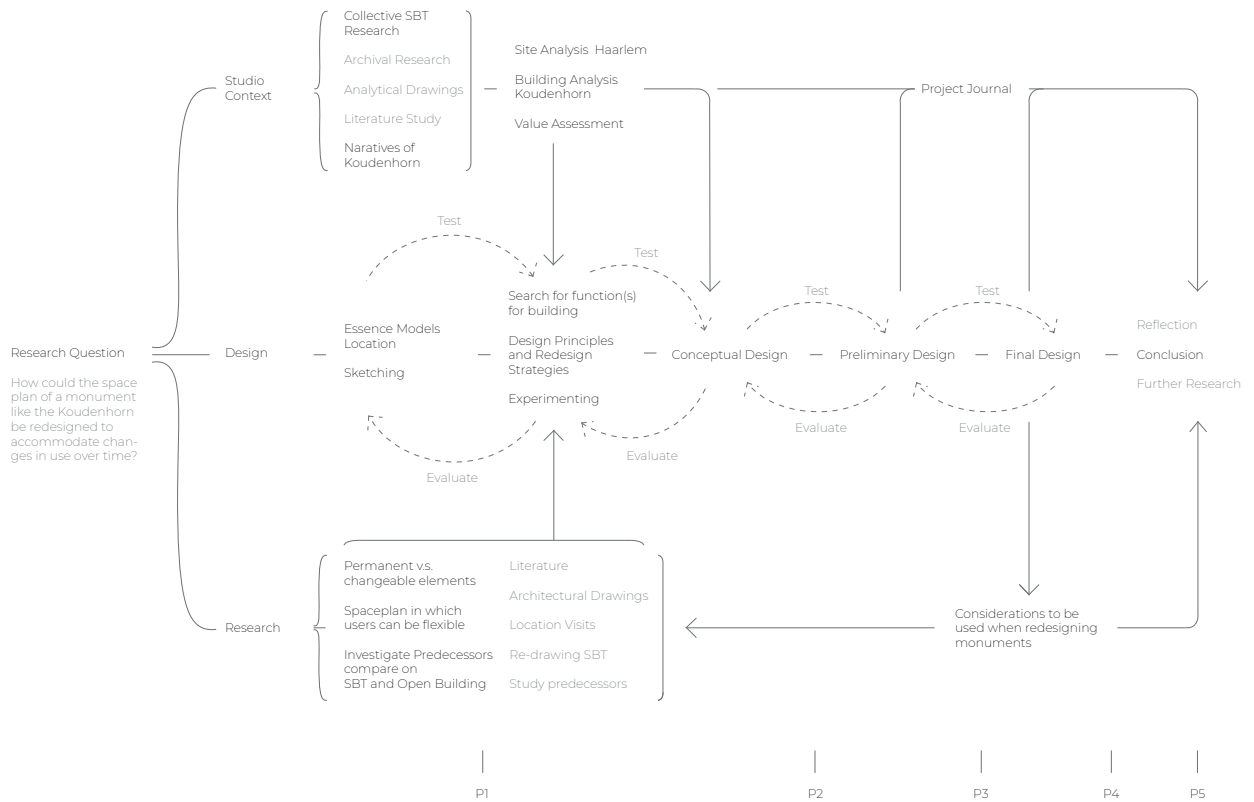 Collective SBT
Research
Archival Research
Analytical Drawings
Literature Study
Naratives of
Koudenhorn
Studio
Context
Site Analysis  Haarlem
Building Analysis
Koudenhorn
Value Assessment
Project Journal
Test
Test
Test
Test
Research Question
How could the space
plan of a monument
like the Koudenhorn
be redesigned to
accommodate chan-
ges in use over time?
Design
Essence Models
Location
Sketching
Search for function(s)
for building
Design Principles
and Redesign
Strategies
Experimenting
Conceptual Design
Preliminary Design
Final Design
Reflection
Conclusion
Further Research
Evaluate
Evaluate
Evaluate
Evaluate
Research
Permanent v.s.
changeable elements
Spaceplan in which
users can be flexible
Investigate Predecessors
compare on
SBT and Open Building
Literature
Architectural Drawings
Location Visits
Re-drawing SBT
Study predecessors
Considerations to be
used when redesigning
monuments
P1
P2
P3
P4
P5